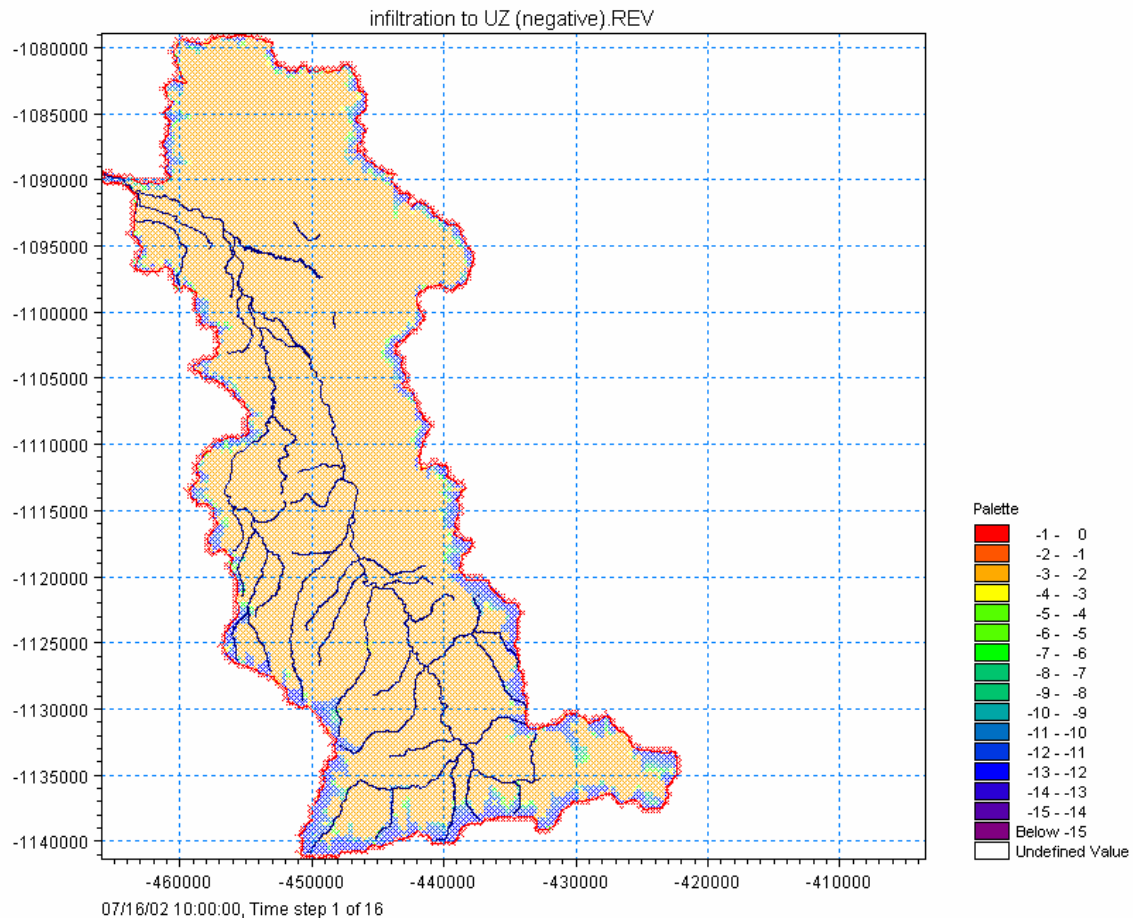 infiltration to UZ (negative).REV
-1080000
-1085000
-1090000
-1095000
-1100000
-1105000
-1110000
-1115000
-1120000
-1125000
-1130000
-1135000
-1140000
-460000 -450000 -440000 -430000 -420000 -410000
07/16/02 10:00:00, Time step 1 of 16
Palette
-1 - 0
-2 - -1
-3 - -2
-4 - -3
-5 - -4
-6 - -5
-7 - -6
-8 - -7
-9 - -8
-10 - -9
-11 - -10
-12 - -11
-13 - -12
-14 - -13
-15 - -14
Below -15
Undefined Value